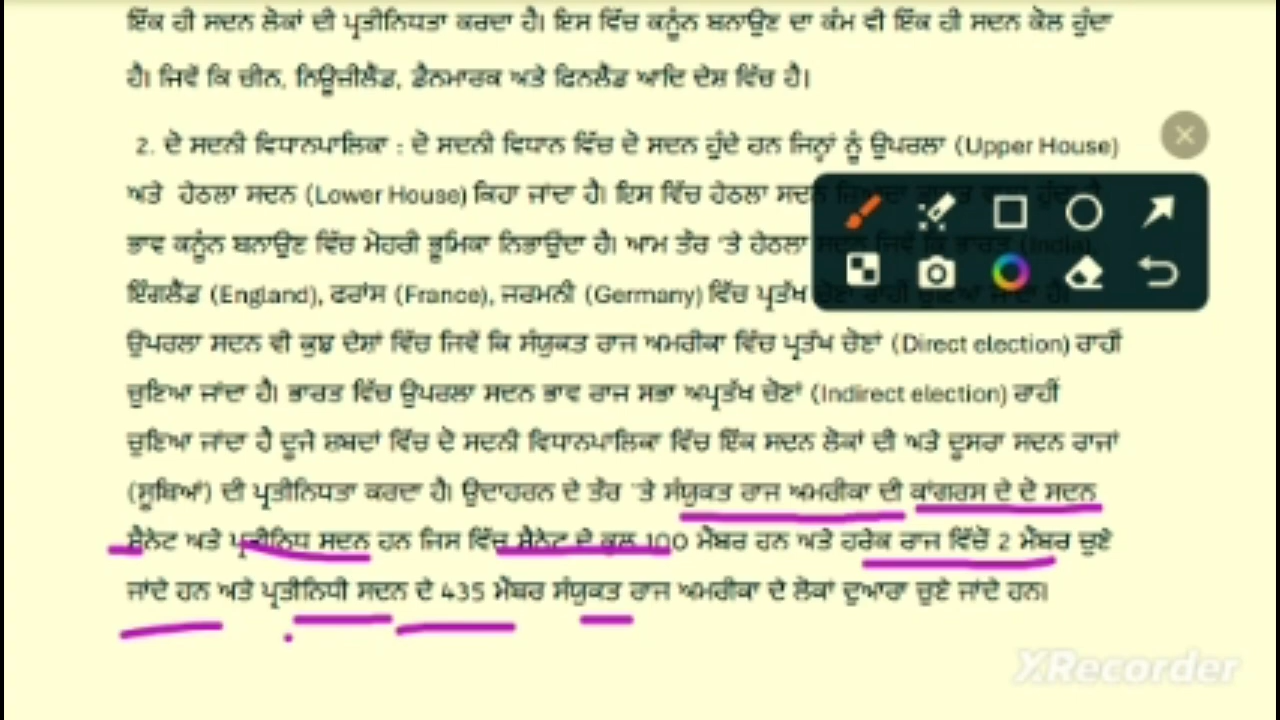 ਇੱਕ ਹੀ ਸਦਨ ਲੋਕਾਂ ਦੀ ਪ੍ਰਤੀਨਿਧਤਾ ਕਰਦਾ ਹੈ। ਇਸ ਵਿੱਚ ਕਨੂੰਨ ਬਨਾਉਣ ਦਾ ਕੰਮ ਵੀ ਇੱਕ ਹੀ ਸਦਨ ਕੋਲ ਹੁੰਦਾ
ਹੈ। ਜਿਵੇਂ ਕਿ ਚੀਨ, ਨਿਊਜ਼ੀਲੈਂਡ, ਡੈਨਮਾਰਕ ਅਤੇ ਫਿਨਲੈਂਡ ਆਦਿ ਦੇਸ਼ ਵਿੱਚ ਹੈ।
2. ਦੋ ਸਦਨੀ ਵਿਧਾਨਪਾਲਿਕਾ : ਦੋ ਸਦਨੀ ਵਿਧਾਨ ਵਿੱਚ ਦੋ ਸਦਨ ਹੁੰਦੇ ਹਨ ਜਿਨ੍ਹਾਂ ਨੂੰ ਉਪਰਲਾ (Upper House)
ਅਤੇ ਹੇਠਲਾ ਸਦਨ (Lower House) ਕਿਹਾ ਜਾਂਦਾ ਹੈ। ਇਸ ਵਿੱਚ ਹੇਠਲਾ ਸਦਨ
ਭਾਵ ਕਨੂੰਨ ਬਨਾਉਣ ਵਿੱਚ ਮੋਹਰੀ ਭੂਮਿਕਾ ਨਿਭਾਉਂਦਾ ਹੈ। ਆਮ ਤੌਰ 'ਤੇ ਹੇਠਲਾ ਸਦਨ ਜਿਵੇਂ ਕਿ ਭਾਰਤ (India),
ਇੰਗਲੈਂਡ (England), ਫਰਾਂਸ (France), ਜਰਮਨੀ (Germany) ਵਿੱਚ ਪ੍ਰਤੱਖ ਚੋਣਾਂ ਰਾਹੀਂ ਚੁਣਿਆ ਜਾਂਦਾ ਹੈ।
ਉਪਰਲਾ ਸਦਨ ਵੀ ਕੁਝ ਦੇਸ਼ਾਂ ਵਿੱਚ ਜਿਵੇਂ ਕਿ ਸੰਯੁਕਤ ਰਾਜ ਅਮਰੀਕਾ ਵਿੱਚ ਪ੍ਰਤੱਖ ਚੋਣਾਂ (Direct election) ਰਾਹੀਂ
ਚੁਣਿਆ ਜਾਂਦਾ ਹੈ। ਭਾਰਤ ਵਿੱਚ ਉਪਰਲਾ ਸਦਨ ਭਾਵ ਰਾਜ ਸਭਾ ਅਪ੍ਰਤੱਖ ਚੋਣਾਂ (Indirect election) ਰਾਹੀਂ
ਚੁਣਿਆ ਜਾਂਦਾ ਹੈ ਦੂਜੇ ਸ਼ਬਦਾਂ ਵਿੱਚ ਦੋ ਸਦਨੀ ਵਿਧਾਨਪਾਲਿਕਾ ਵਿੱਚ ਇੱਕ ਸਦਨ ਲੋਕਾਂ ਦੀ ਅਤੇ ਦੂਸਰਾ ਸਦਨ ਰਾਜਾਂ
(ਸੂਬਿਆਂ) ਦੀ ਪ੍ਰਤੀਨਿਧਤਾ ਕਰਦਾ ਹੈ। ਉਦਾਹਰਨ ਦੇ ਤੌਰ 'ਤੇ ਸੰਯੁਕਤ ਰਾਜ ਅਮਰੀਕਾ ਦੀ ਕਾਂਗਰਸ ਦੇ ਦੋ ਸਦਨ
ਸੈਨੇਟ ਅਤੇ ਪ੍ਰਤੀਨਿਧ ਸਦਨ ਹਨ ਜਿਸ ਵਿੱਚ ਸੈਨੇਟ ਦੇ ਕੁਲ 100 ਮੈਂਬਰ ਹਨ ਅਤੇ ਹਰੇਕ ਰਾਜ ਵਿੱਚੋਂ 2 ਮੈਂਬਰ ਚੁਣੇ
ਜਾਂਦੇ ਹਨ ਅਤੇ ਪ੍ਰਤੀਨਿਧੀ ਸਦਨ ਦੇ 435 ਮੈਂਬਰ ਸੰਯੁਕਤ ਰਾਜ ਅਮਰੀਕਾ ਦੇ ਲੋਕਾਂ ਦੁਆਰਾ ਚੁਣੇ ਜਾਂਦੇ ਹਨ।
XRecorder